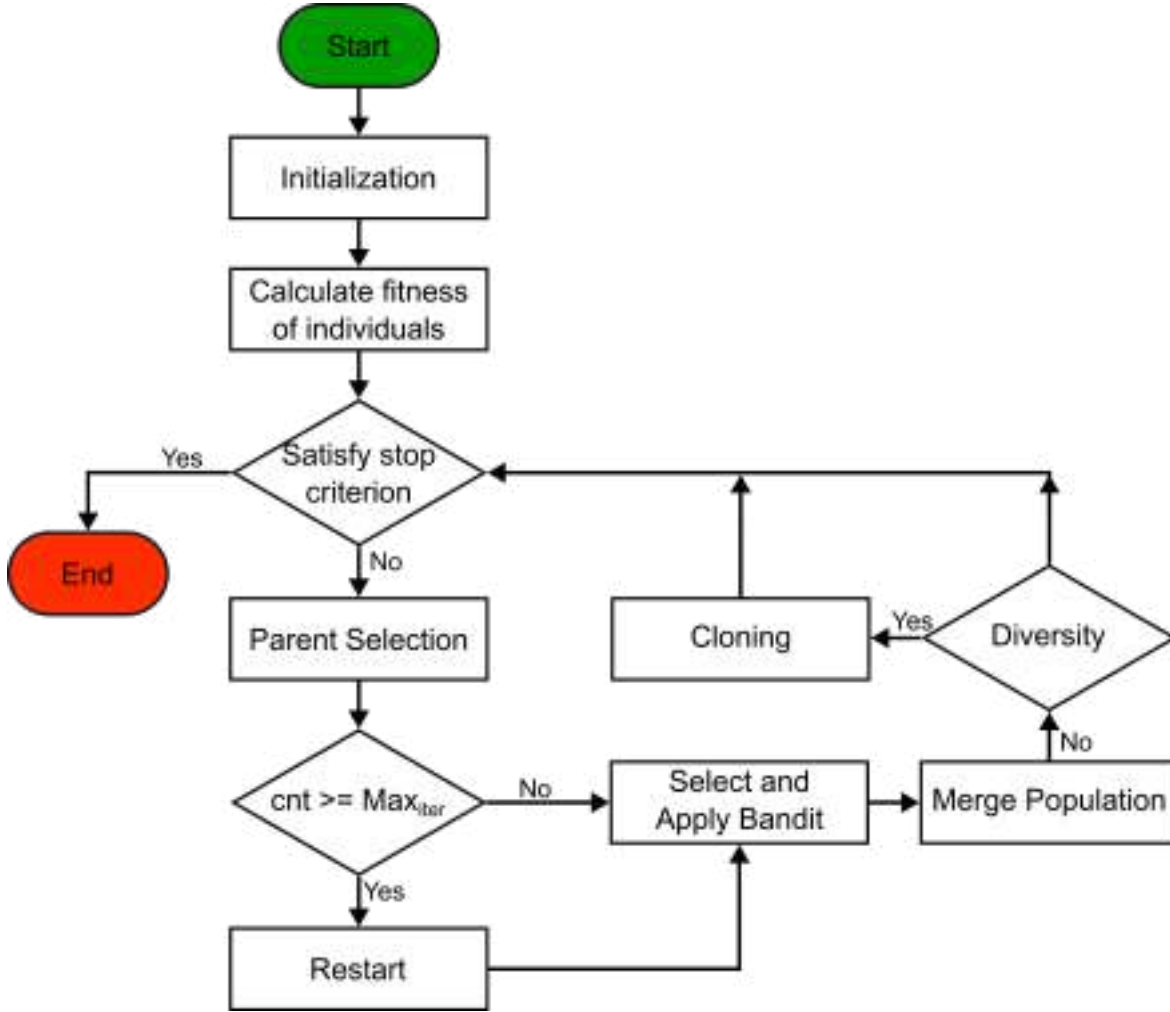 Start
Initialization
Calculate fitness
of individuals
Satisfy stop
criterion
Yes
End
No
Parent Selection
Cloning
Yes
Diversity
cnt >= Maxiter
No
Select and
Apply Bandit
Merge Population
No
Yes
Restart